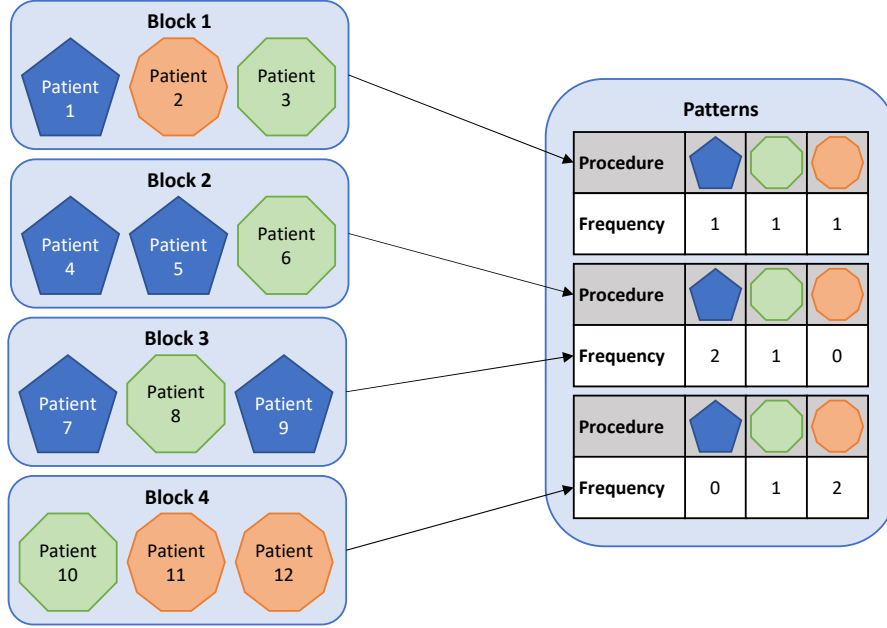 Block 1
Patient
1
Patient
2
Patient
3
Block 2
Patient
4
Patient
5
Patient
6
Block 3
Patient
7
Patient
8
Patient
9
Block 4
Patient
10
Patient
11
Patient
12
Patterns
Procedure
Frequency 1 1 1
Procedure
Frequency 2 1 0
Procedure
Frequency 0 1 2